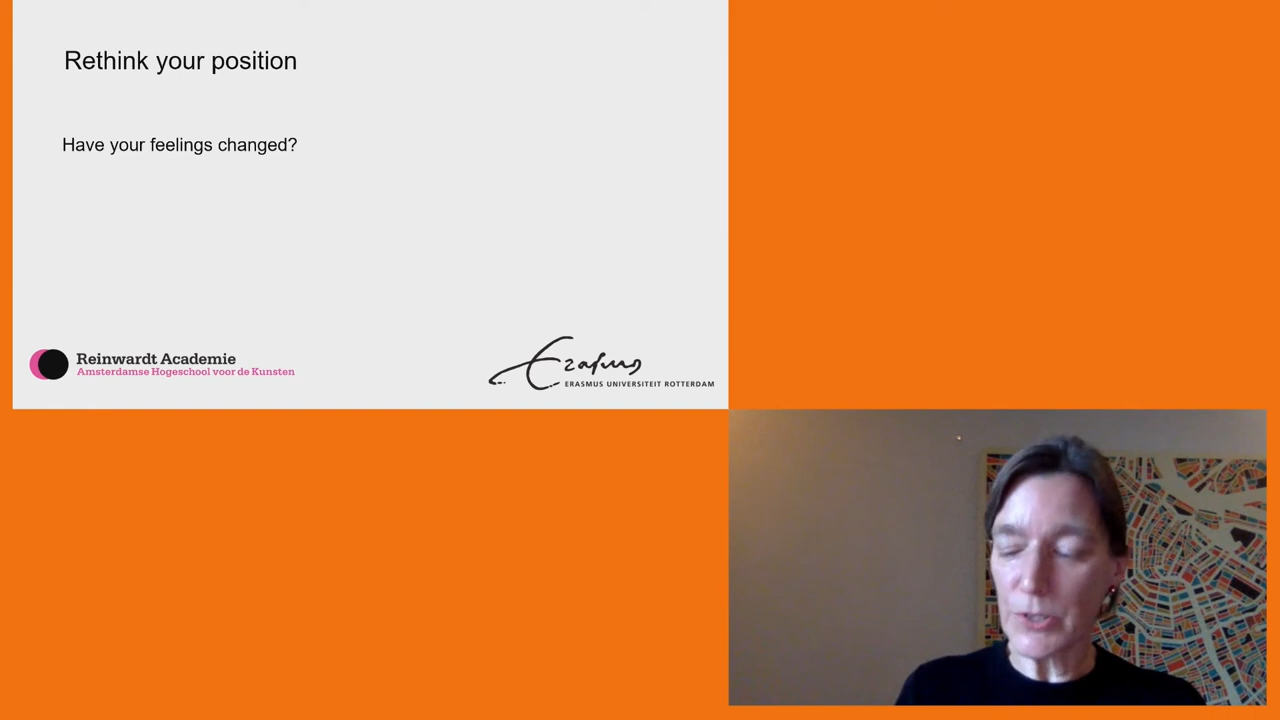 Rethink your position
Have your feelings changed?
Reinwardt Academie
Amsterdamse Hogeschool voor de Kunsten
Erasmus
ERASMUS UNIVERSITEIT ROTTERDAM